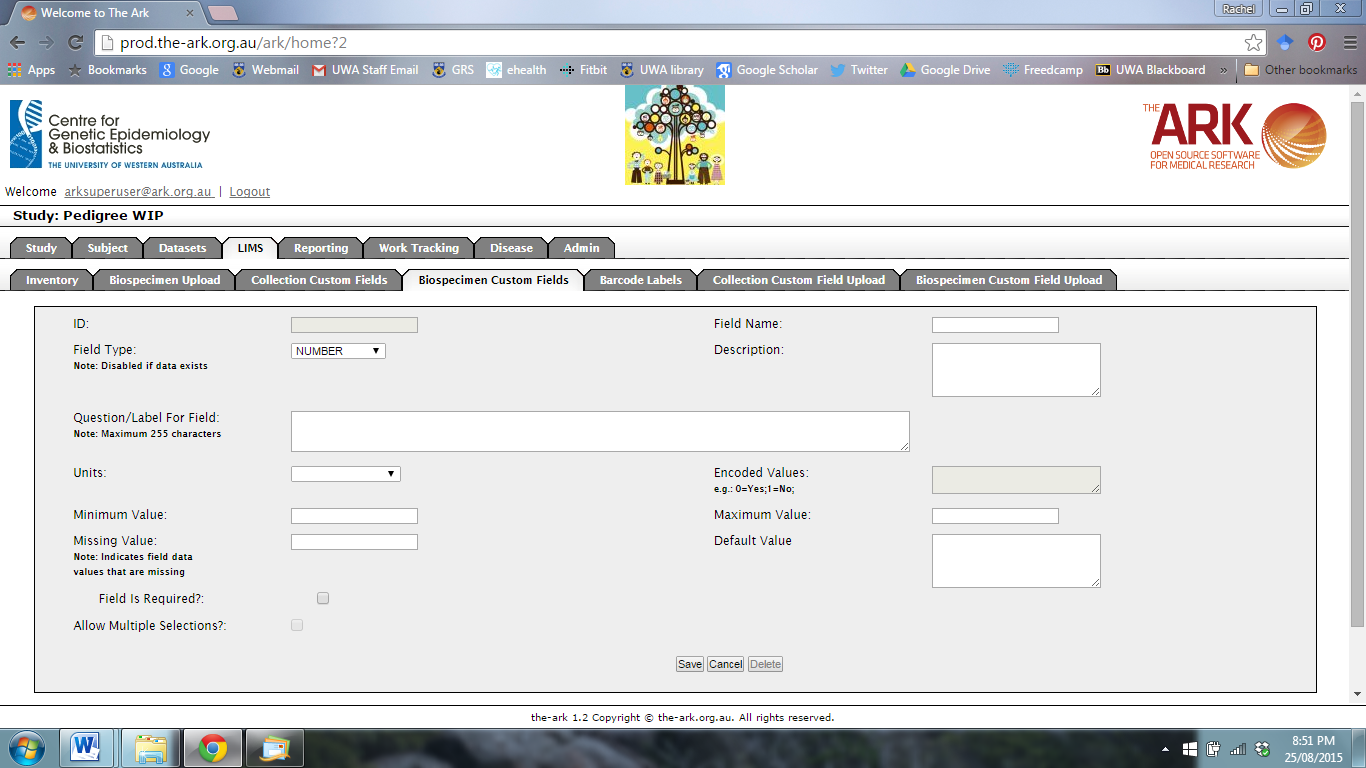 Welcome to The Ark
Rachel
prod.the-ark.org.au/ark/home?2
Apps Bookmarks Google Webmail UWA Staff Email GRS ehealth Fitbit UWA library Google Scholar Twitter Google Drive Freedcamp Bb UWA Blackboard » Other bookmarks
Centre for
Genetic Epidemiology
& Biostatistics
THE UNIVERSITY OF WESTERN AUSTRALIA
THE ARK
OPEN SOURCE SOFTWARE
FOR MEDICAL RESEARCH
Welcome arksuperuser@ark.org.au | Logout
Study: Pedigree WIP
Study Subject Datasets LIMS Reporting Work Tracking Disease Admin
Inventory Biospecimen Upload Collection Custom Fields Biospecimen Custom Fields Barcode Labels Collection Custom Field Upload Biospecimen Custom Field Upload
ID: Field Name:
Field Type: NUMBER Description:
Note: Disabled if data exists
Question/Label For Field:
Note: Maximum 255 characters
Units: Encoded Values:
e.g.: 0=Yes;1=No;
Minimum Value: Maximum Value:
Missing Value: Default Value
Note: Indicates field data
values that are missing
Field Is Required?:
Allow Multiple Selections?:
Save Cancel Delete
the-ark 1.2 Copyright © the-ark.org.au. All rights reserved.
8:51 PM
25/08/2015